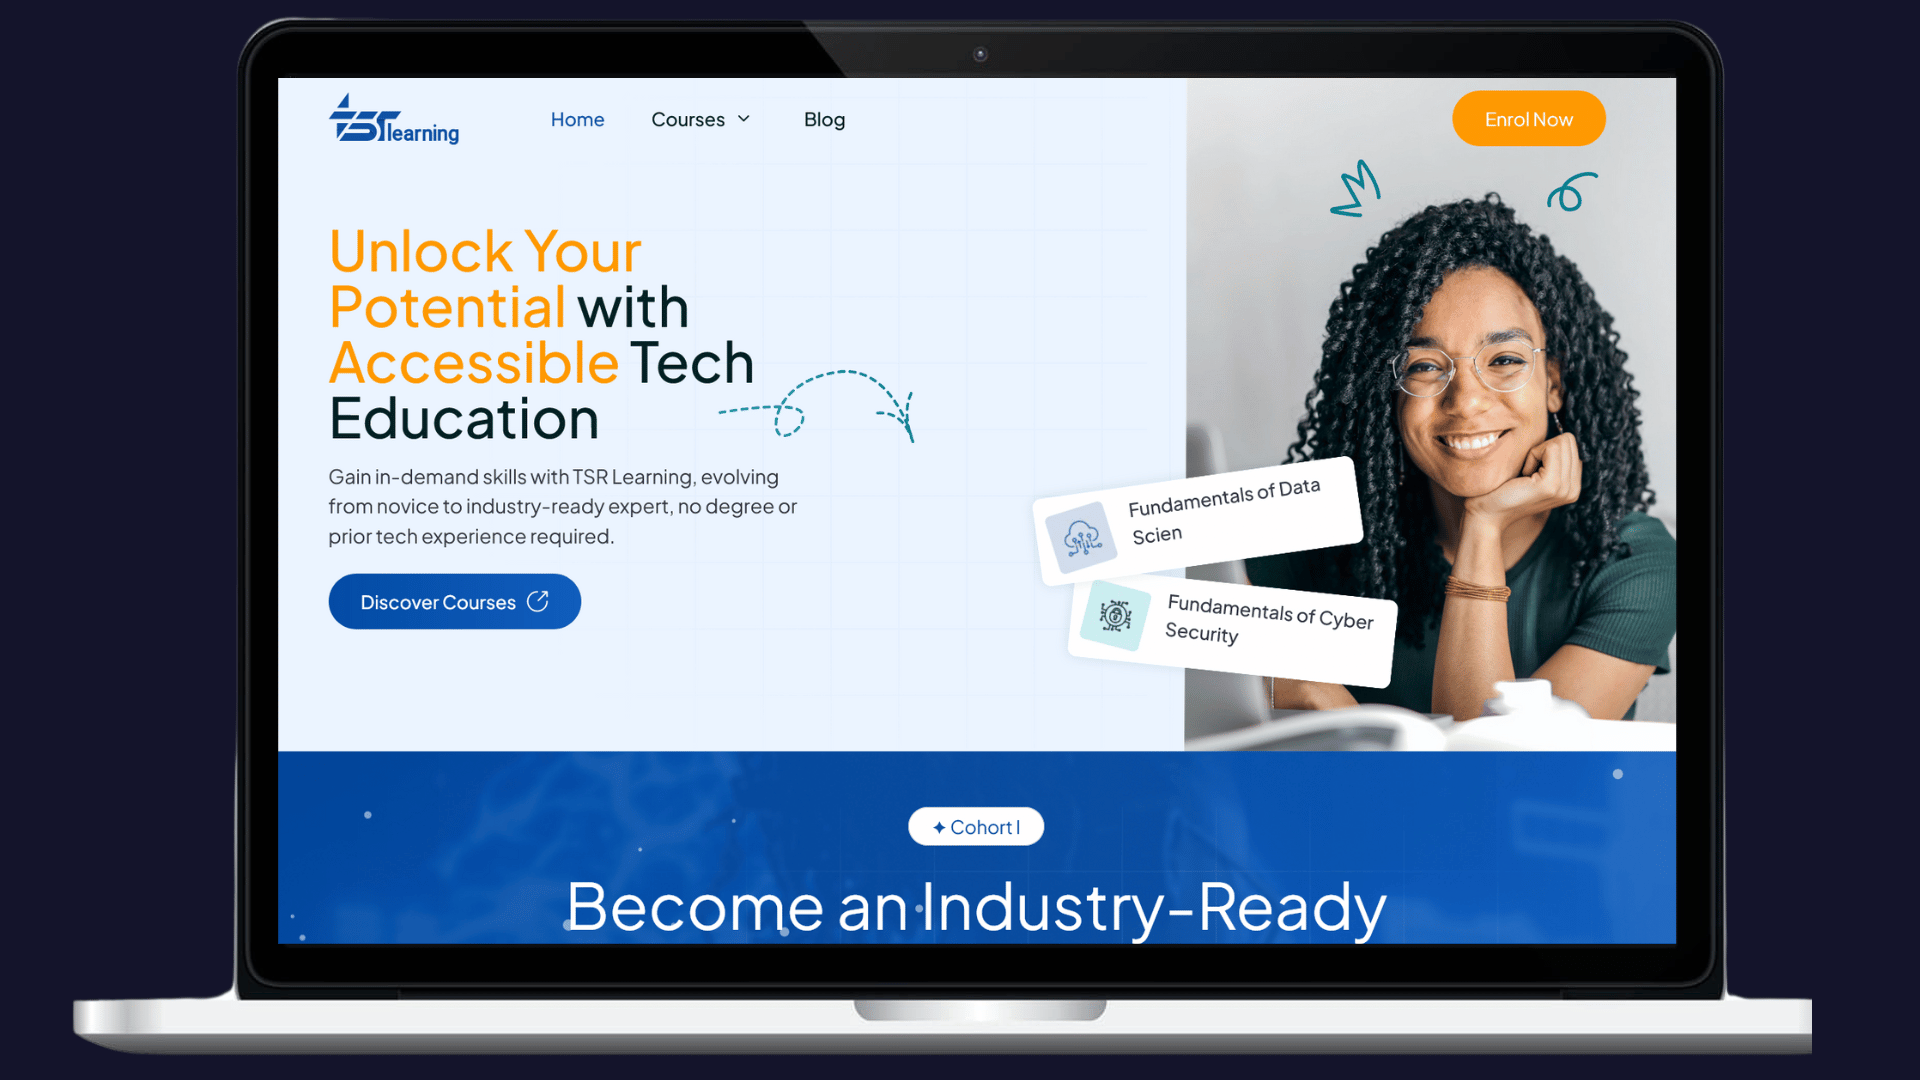 TSR learning
Home
Courses
Blog
Enrol Now
Unlock Your
Potential with
Accessible Tech
Education
Gain in-demand skills with TSR Learning, evolving
from novice to industry-ready expert, no degree or
prior tech experience required.
Discover Courses
Fundamentals of Data
Scien
Fundamentals of Cyber
Security
Cohort I
Become an Industry-Ready